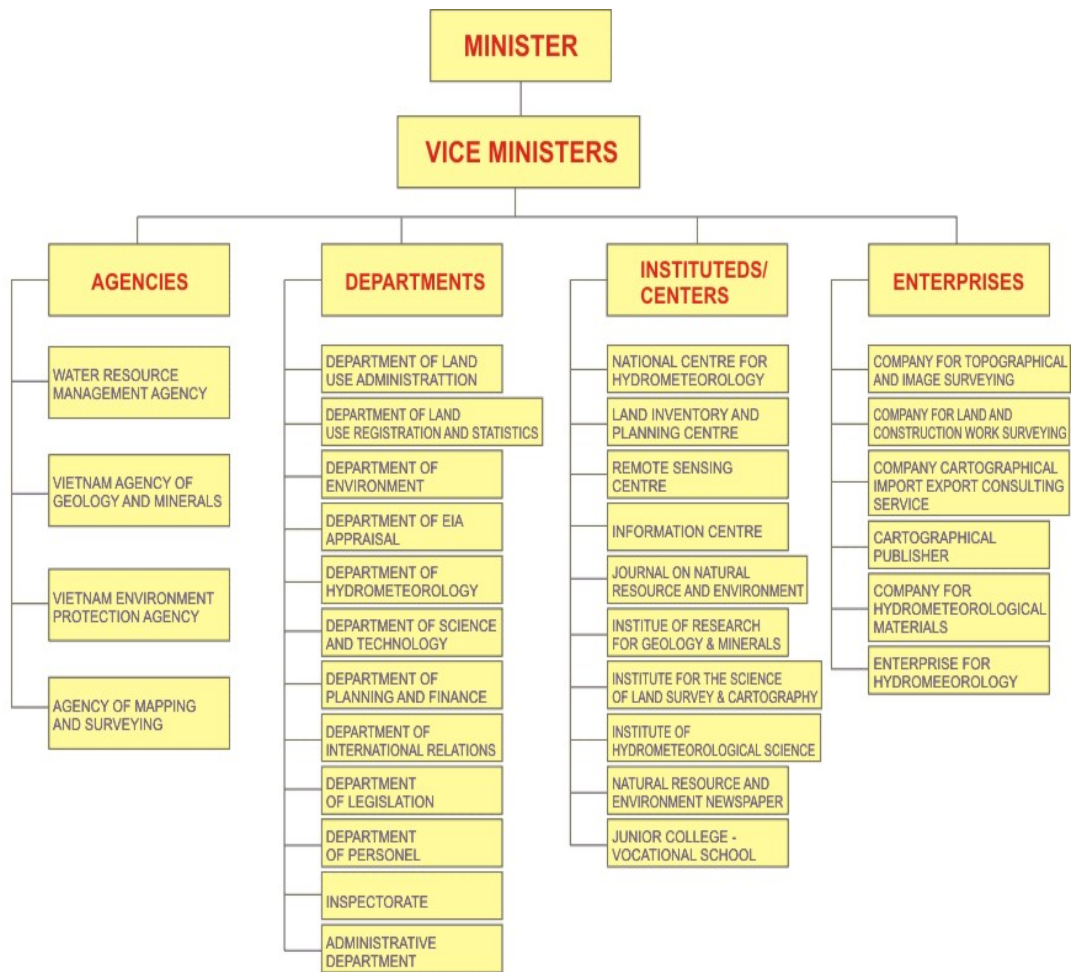 MINISTER
VICE MINISTERS
AGENCIES
WATER RESOURCE
MANAGEMENT AGENCY
VIETNAM AGENCY OF
GEOLOGY AND MINERALS
VIETNAM ENVIRONMENT
PROTECTION AGENCY
AGENCY OF MAPPING
AND SURVEYING
DEPARTMENTS
DEPARTMENT OF LAND
USE ADMINISTRATTION
DEPARTMENT OF LAND
USE REGISTRATION AND STATISTICS
DEPARTMENT OF
ENVIRONMENT
DEPARTMENT OF EIA
APPRAISAL
DEPARTMENT OF
HYDROMETEOROLOGY
DEPARTMENT OF SCIENCE
AND TECHNOLOGY
DEPARTMENT OF
PLANNING AND FINANCE
DEPARTMENT OF
INTERNATIONAL RELATIONS
DEPARTMENT
OF LEGISLATION
DEPARTMENT
OF PERSONEL
INSPECTORATE
ADMINISTRATIVE
DEPARTMENT
INSTITUTEDS/
CENTERS
NATIONAL CENTRE FOR
HYDROMETEOROLOGY
LAND INVENTORY AND
PLANNING CENTRE
REMOTE SENSING
CENTRE
INFORMATION CENTRE
JOURNAL ON NATURAL
RESOURCE AND ENVIRONMENT
INSTITUE OF RESEARCH
FOR GEOLOGY & MINERALS
INSTITUTE FOR THE SCIENCE
OF LAND SURVEY & CARTOGRAPHY
INSTITUTE OF
HYDROMETEOROLOGICAL SCIENCE
NATURAL RESOURCE AND
ENVIRONMENT NEWSPAPER
JUNIOR COLLEGE -
VOCATIONAL SCHOOL
ENTERPRISES
COMPANY FOR TOPOGRAPHICAL
AND IMAGE SURVEYING
COMPANY FOR LAND AND
CONSTRUCTION WORK SURVEYING
COMPANY CARTOGRAPHICAL
IMPORT EXPORT CONSULTING
SERVICE
CARTOGRAPHICAL
PUBLISHER
COMPANY FOR
HYDROMETEOROLOGICAL
MATERIALS
ENTERPRISE FOR
HYDROMEEOROLOGY